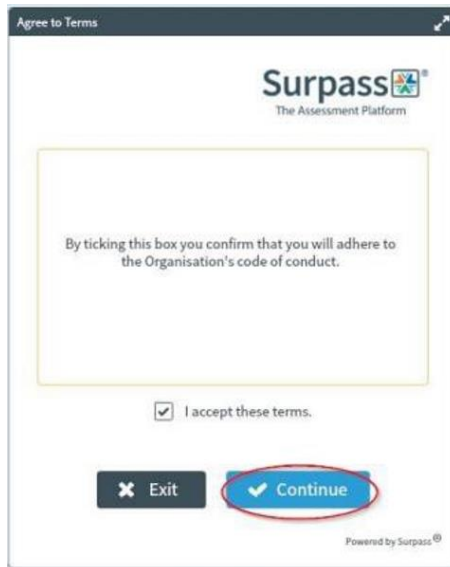 Agree to Terms
Surpass®
The Assessment Platform
By ticking this box you confirm that you will adhere to
the Organisation's code of conduct.
I accept these terms.
Exit
Continue
Powered by Surpass®